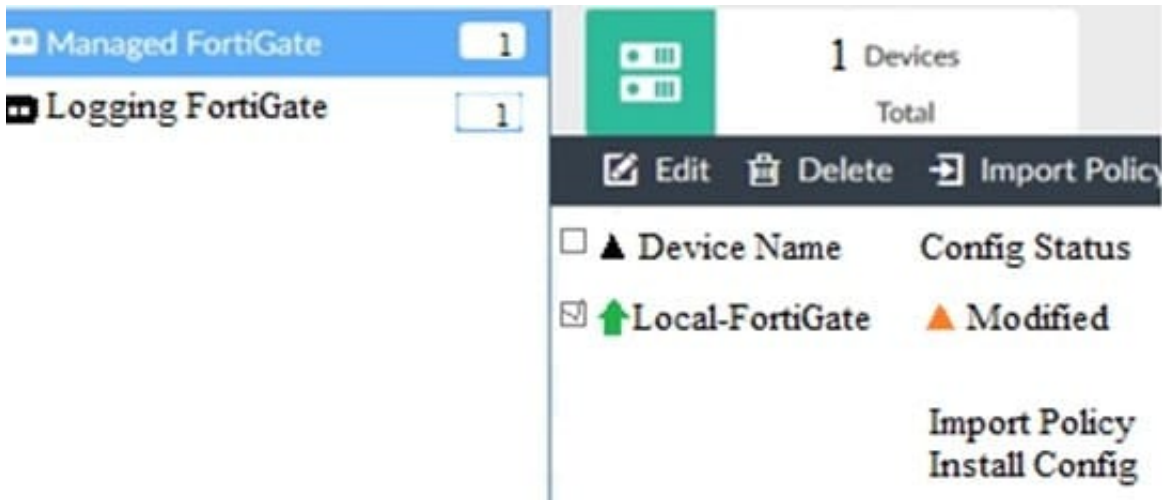 Managed FortiGate 1
Logging FortiGate 1
1 Devices
Total
Edit Delete Import Policy
Device Name Config Status
Local-FortiGate Modified
Import Policy
Install Config